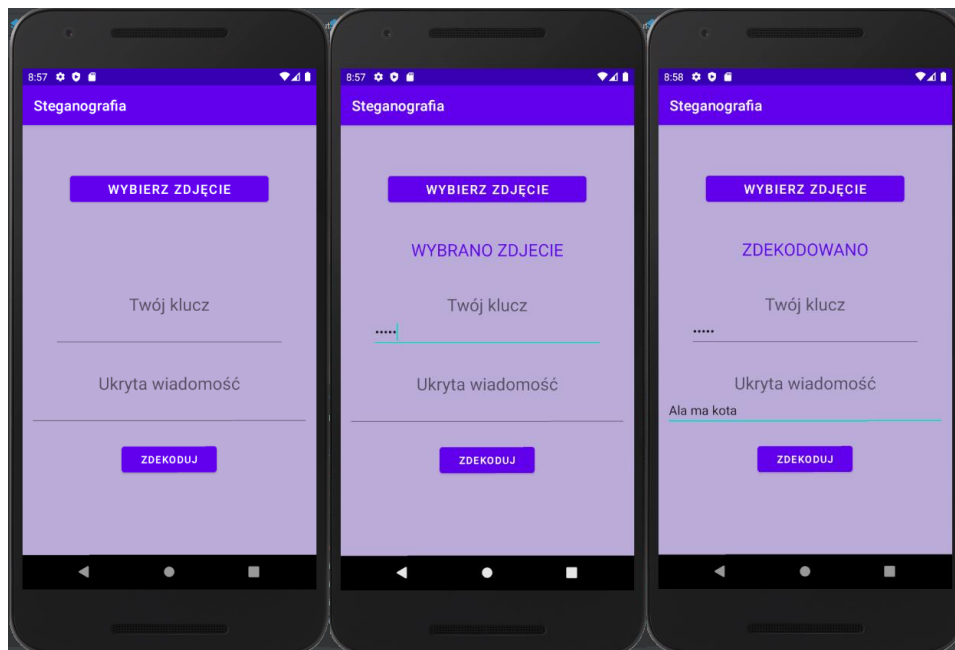 8:57
Steganografia
WYBIERZ ZDJĘCIE
Twój klucz
Ukryta wiadomość
ZDEKODUJ
8:57
Steganografia
WYBIERZ ZDJĘCIE
WYBRANO ZDJECIE
Twój klucz
•••••
Ukryta wiadomość
ZDEKODUJ
8:58
Steganografia
WYBIERZ ZDJĘCIE
ZDEKODOWANO
Twój klucz
•••••
Ukryta wiadomość
Ala ma kota
ZDEKODUJ